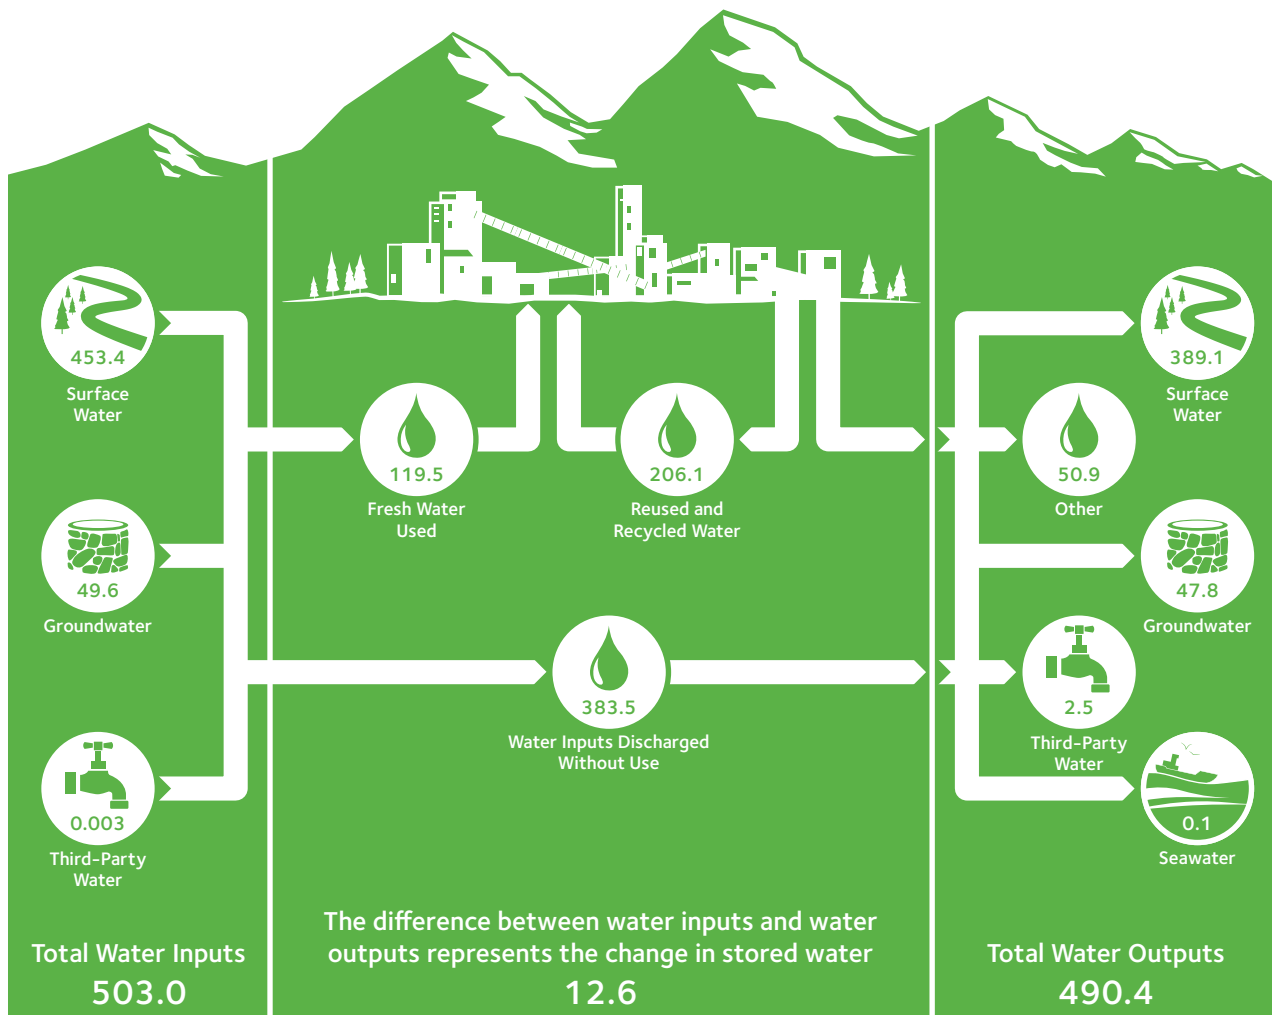 453.4
Surface
Water
49.6
Groundwater
0.003
Third-Party
Water
Total Water Inputs
503.0
119.5
Fresh Water
Used
206.1
Reused and
Recycled Water
383.5
Water Inputs Discharged
Without Use
The difference between water inputs and water
outputs represents the change in stored water
12.6
389.1
Surface
Water
50.9
Other
47.8
Groundwater
2.5
Third-Party
Water
0.1
Seawater
Total Water Outputs
490.4